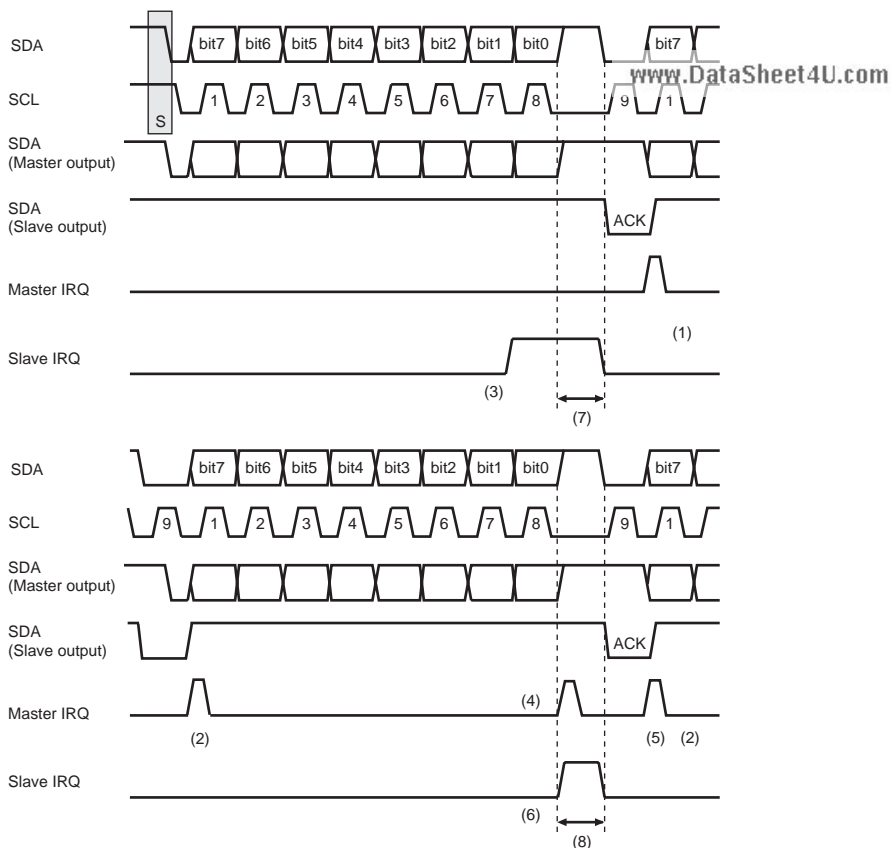 SDA
bit7 bit6 bit5 bit4 bit3 bit2 bit1 bit0 bit7
www.DataSheet4U.com
SCL
1 2 3 4 5 6 7 8 9 1
S
SDA
(Master output)
SDA
(Slave output)
ACK
Master IRQ
(1)
Slave IRQ
(3)
(7)
SDA
bit7 bit6 bit5 bit4 bit3 bit2 bit1 bit0 bit7
SCL
9 1 2 3 4 5 6 7 8 9 1
SDA
(Master output)
SDA
(Slave output)
ACK
Master IRQ
(4)
(2) (5) (2)
Slave IRQ
(6)
(8)